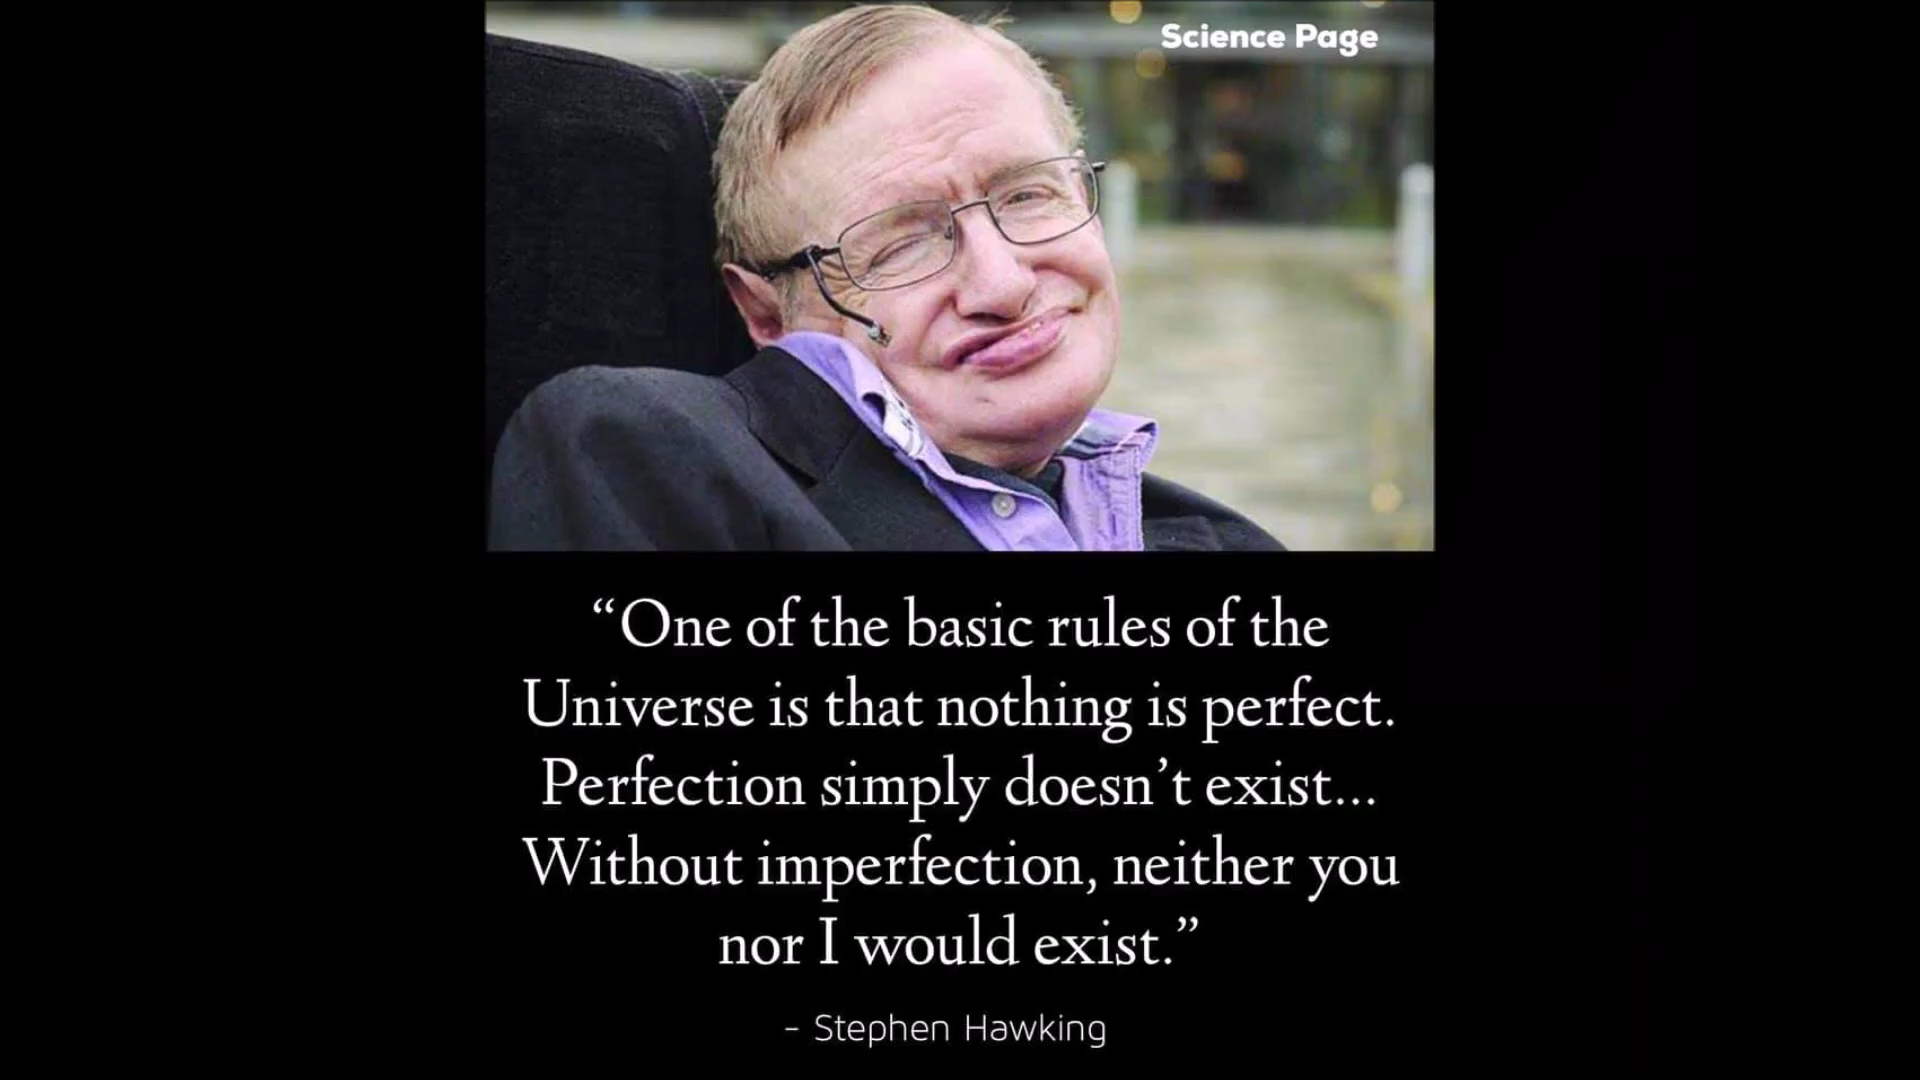 Science Page
“One of the basic rules of the
Universe is that nothing is perfect.
Perfection simply doesn’t exist...
Without imperfection, neither you
nor I would exist.”
- Stephen Hawking